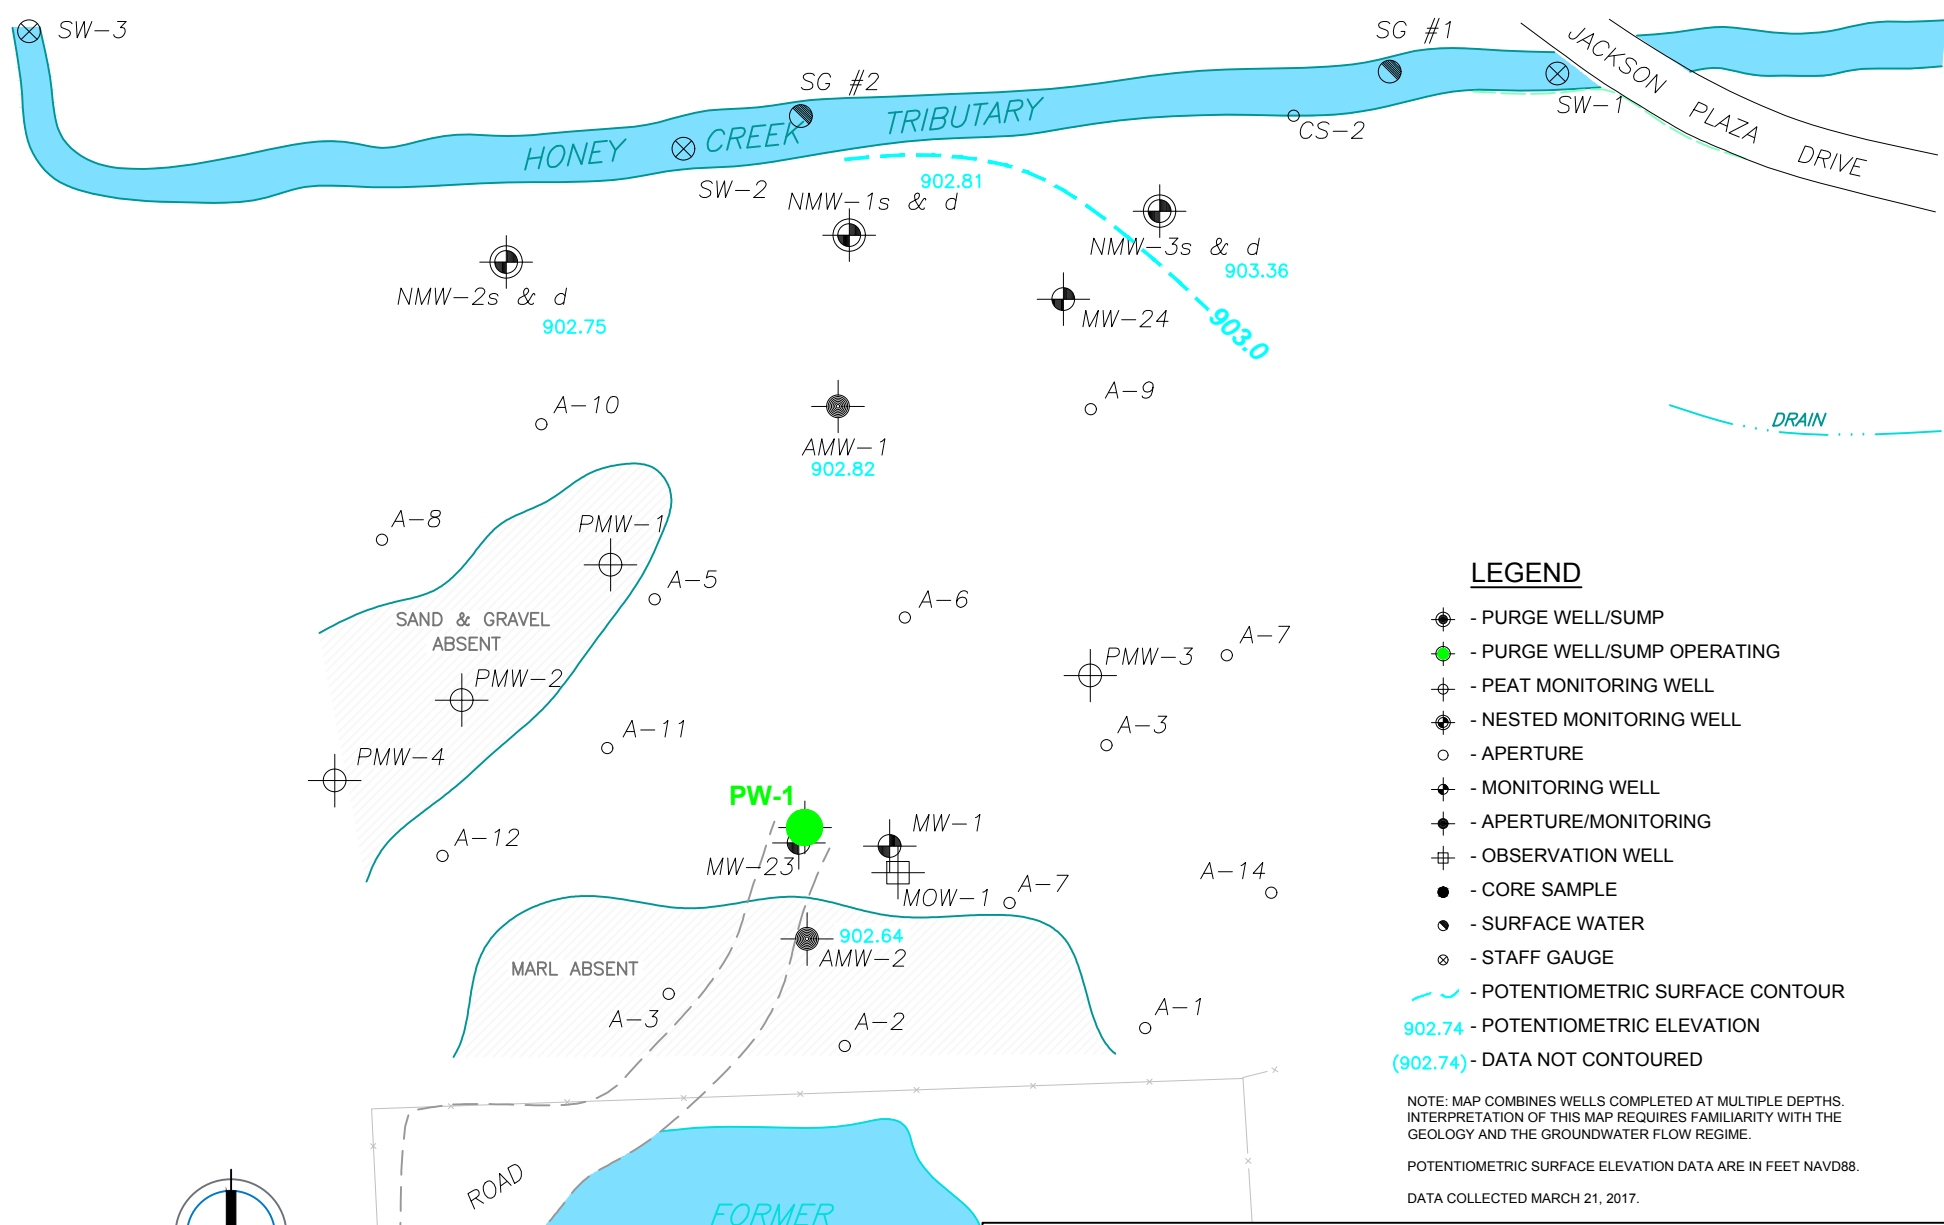 SW-3
SG #1
JACKSON PLAZA DRIVE
SG #2
SW-1
CS-2
HONEY CREEK TRIBUTARY
SW-2
902.81
NMW-1s & d
NMW-3s & d
903.36
NMW-2s & d
902.75
MW-24
903.0
A-10
A-9
DRAIN
AMW-1
902.82
A-8
PMW-1
A-5
A-6
SAND & GRAVEL
ABSENT
A-7
PMW-3
PMW-2
A-11
A-3
PMW-4
PW-1
MW-1
A-12
MW-23
MOW-1
A-7
A-14
902.64
AMW-2
MARL ABSENT
A-3
A-2
A-1
ROAD
FORMER
LEGEND
- PURGE WELL/SUMP
- PURGE WELL/SUMP OPERATING
- PEAT MONITORING WELL
- NESTED MONITORING WELL
- APERTURE
- MONITORING WELL
- APERTURE/MONITORING
- OBSERVATION WELL
- CORE SAMPLE
- SURFACE WATER
- STAFF GAUGE
- POTENTIOMETRIC SURFACE CONTOUR
902.74 - POTENTIOMETRIC ELEVATION
(902.74) - DATA NOT CONTOURED
NOTE: MAP COMBINES WELLS COMPLETED AT MULTIPLE DEPTHS.
INTERPRETATION OF THIS MAP REQUIRES FAMILIARITY WITH THE
GEOLOGY AND THE GROUNDWATER FLOW REGIME.
POTENTIOMETRIC SURFACE ELEVATION DATA ARE IN FEET NAVD88.
DATA COLLECTED MARCH 21, 2017.